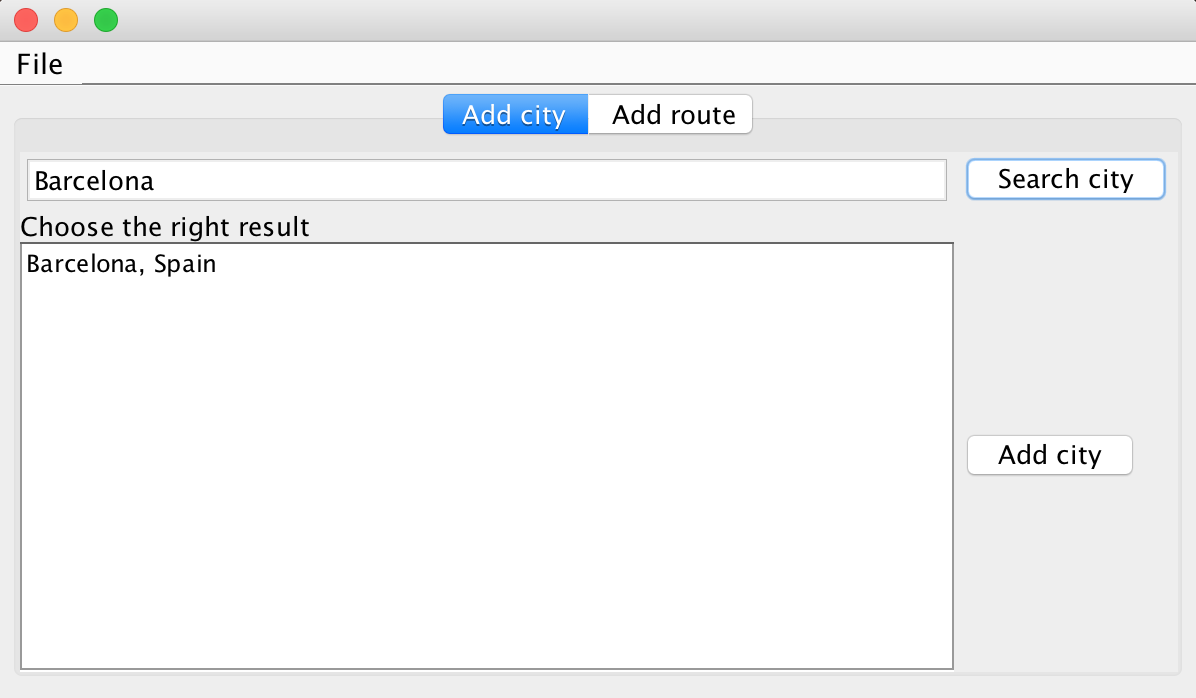 File
Add city Add route
Barcelona Search city
Choose the right result
Barcelona, Spain
Add city